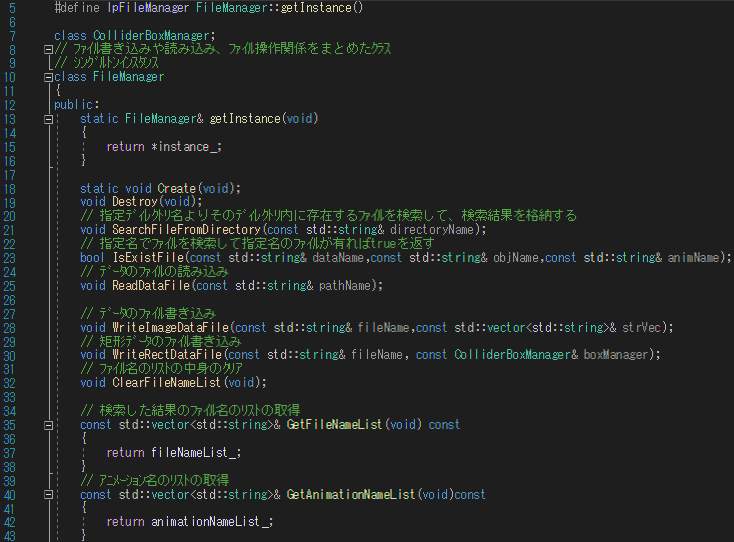 5 #define lpFileManager FileManager::getInstance()
6
7 class ColliderBoxManager;
8 // ファイル書き込みや読み込み、ファイル操作関係をまとめたクラス
9 // シングルトンインスタンス
10 class FileManager
11 {
12 public:
13 static FileManager& getInstance(void)
14 {
15 return *instance_;
16 }
17
18 static void Create(void);
19 void Destroy(void);
20 // 指定ディレクトリ名よりそのディレクトリ内に存在するファイルを検索して、検索結果を格納する
21 void SearchFileFromDirectory(const std::string& directoryName);
22 // 指定名でファイルを検索して指定名のファイルが有ればtrueを返す
23 bool IsExistFile(const std::string& dataName,const std::string& objName,const std::string& animName);
24 // データのファイルの読み込み
25 void ReadDataFile(const std::string& pathName);
26
27 // データのファイル書き込み
28 void WriteImageDataFile(const std::string& fileName,const std::vector<std::string>& strVec);
29 // 矩形データのファイル書き込み
30 void WriteRectDataFile(const std::string& fileName, const ColliderBoxManager& boxManager);
31 // ファイル名のリストの中身のクリア
32 void ClearFileNameList(void);
33
34 // 検索した結果のファイル名のリストの取得
35 const std::vector<std::string>& GetFileNameList(void) const
36 {
37 return fileNameList_;
38 }
39 // アニメーション名のリストの取得
40 const std::vector<std::string>& GetAnimationNameList(void)const
41 {
42 return animationNameList_;
43 }